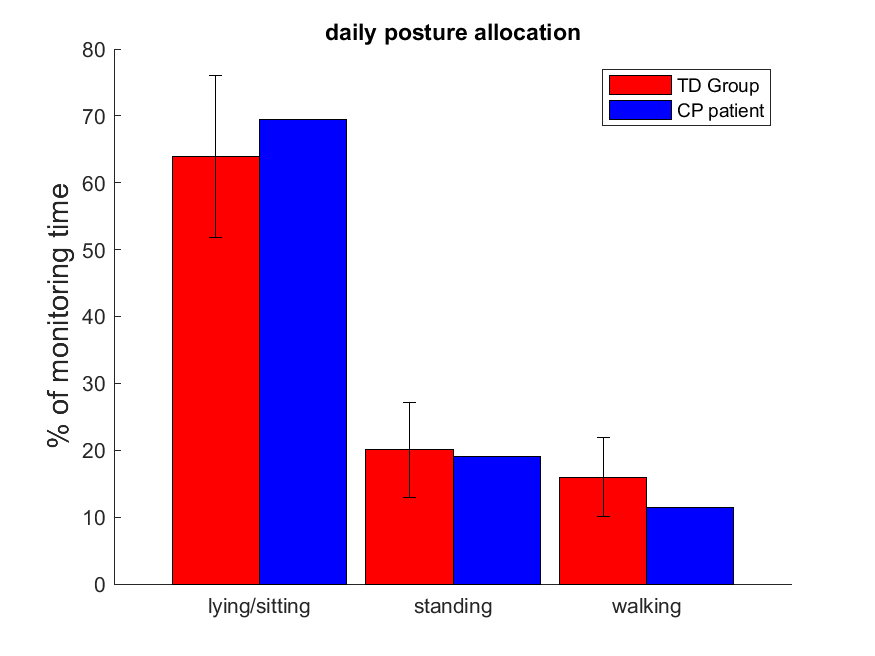 daily posture allocation
TD Group
CP patient
% of monitoring time
80
70
60
50
40
30
20
10
0
lying/sitting standing walking